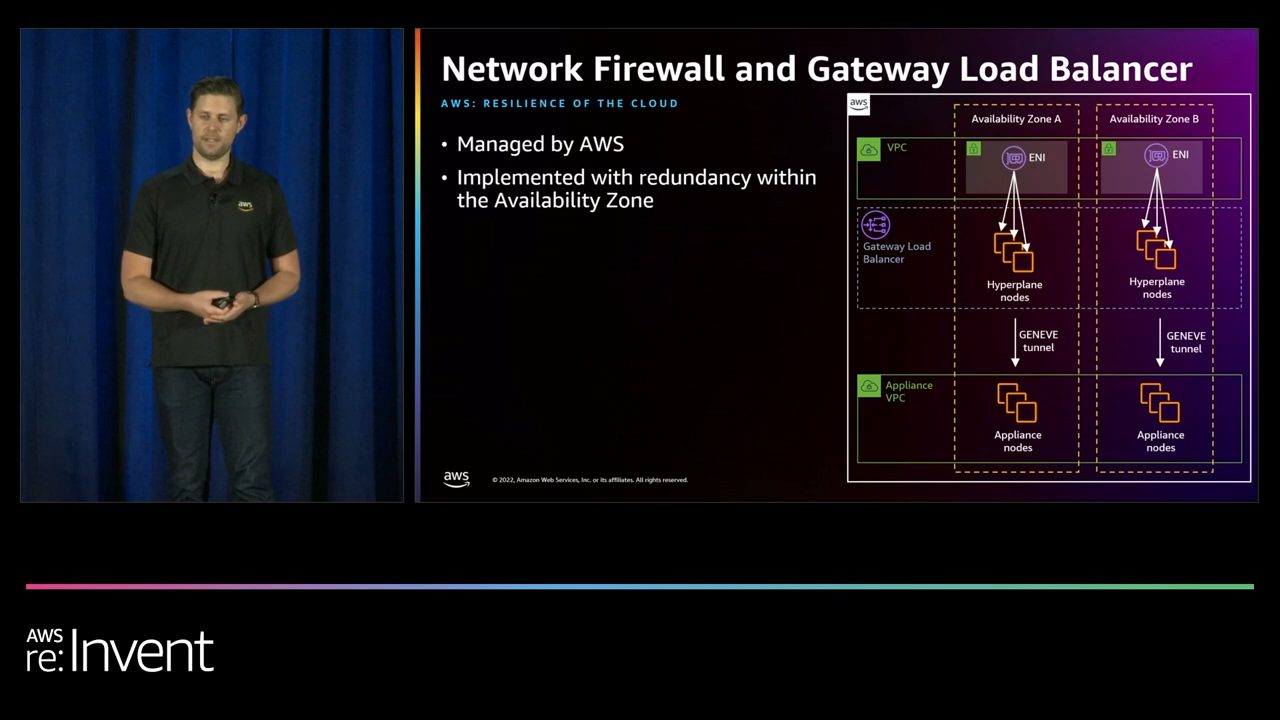 aws
Network Firewall and Gateway Load Balancer
AWS: RESILIENCE OF THE CLOUD
• Managed by AWS
• Implemented with redundancy within
the Availability Zone
aws
Availability Zone A
Availability Zone B
VPC
ENI
ENI
Gateway Load
Balancer
Hyperplane
nodes
Hyperplane
nodes
GENEVE
tunnel
GENEVE
tunnel
Appliance
VPC
Appliance
nodes
Appliance
nodes
aws
© 2022, Amazon Web Services, Inc. or its affiliates. All rights reserved.
AWS
re:Invent